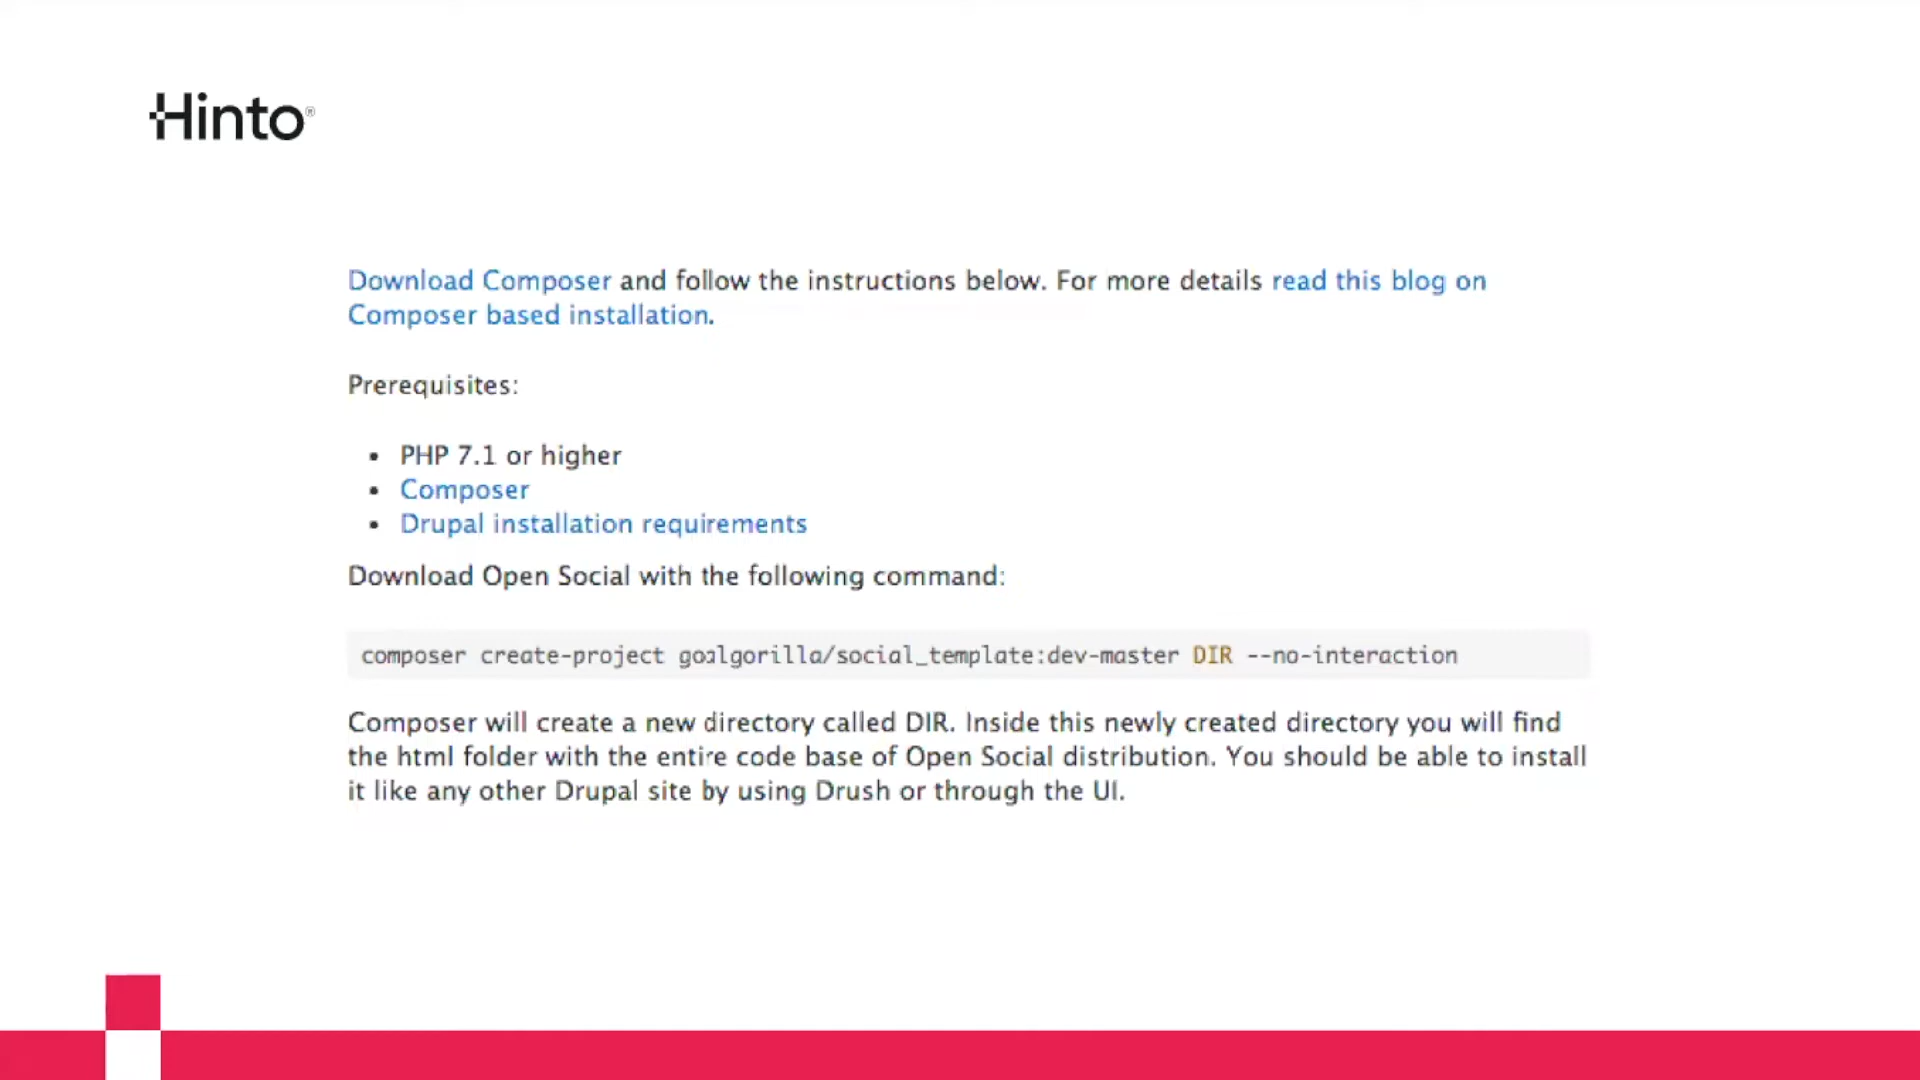 Hinto®
Download Composer and follow the instructions below. For more details read this blog on
Composer based installation.
Prerequisites:
• PHP 7.1 or higher
• Composer
• Drupal installation requirements
Download Open Social with the following command:
composer create-project goalgorilla/social_template:dev-master DIR --no-interaction
Composer will create a new directory called DIR. Inside this newly created directory you will find
the html folder with the entire code base of Open Social distribution. You should be able to install
it like any other Drupal site by using Drush or through the UI.